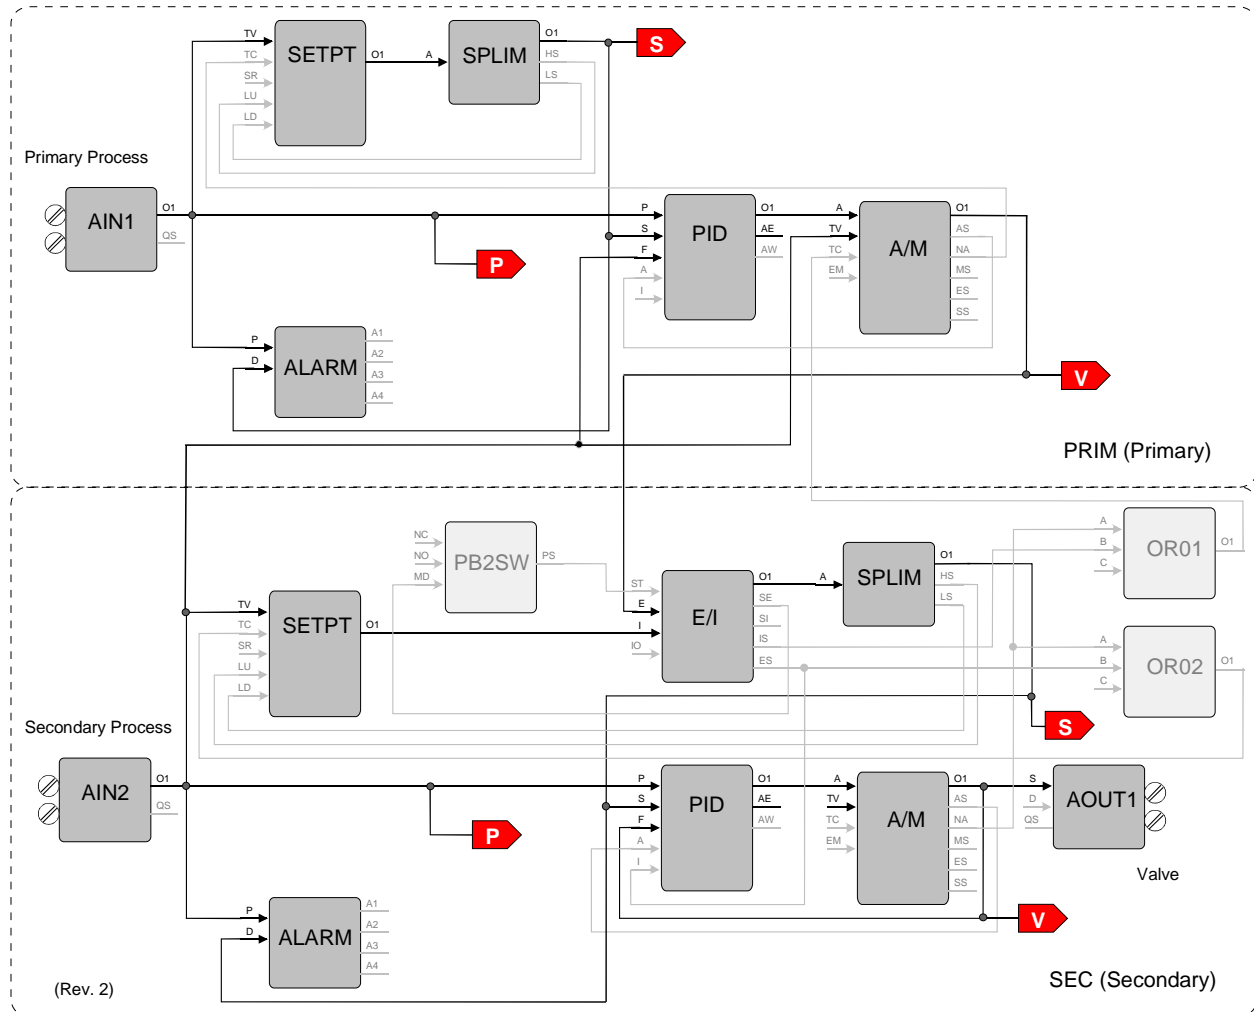 TV
TC
SR
LU
LD
SETPT
O1
A
SPLIM
O1
HS
LS
S
Primary Process
AIN1
O1
QS
P
P
S
F
A
I
PID
O1
AE
AW
A
TV
TC
EM
A/M
O1
AS
NA
MS
ES
SS
P
D
ALARM
A1
A2
A3
A4
V
PRIM (Primary)
NC
NO
MD
PB2SW
PS
ST
E
I
IO
E/I
O1
SE
SI
IS
ES
A
SPLIM
O1
HS
LS
A
B
C
OR01
O1
TV
TC
SR
LU
LD
SETPT
O1
A
B
C
OR02
O1
S
Secondary Process
AIN2
O1
QS
P
P
S
F
A
I
PID
O1
AE
AW
A
TV
TC
EM
A/M
O1
AS
NA
MS
ES
SS
S
D
QS
AOUT1
Valve
P
D
ALARM
A1
A2
A3
A4
V
(Rev. 2)
SEC (Secondary)